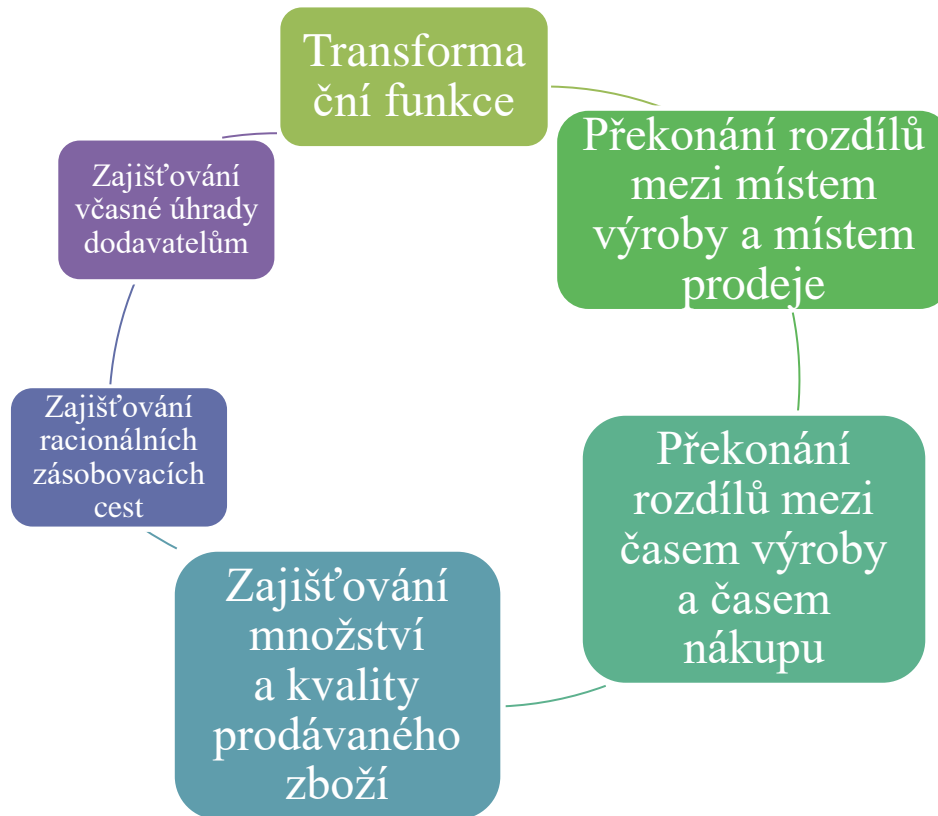 Transforma
ční funkce
Překonání rozdílů
mezi místem
výroby a místem
prodeje
Překonání
rozdílů mezi
časem výroby
a časem
nákupu
Zajišťování
množství
a kvality
prodávaného
zboží
Zajišťování
racionálních
zásobovacích
cest
Zajišťování
včasné úhrady
dodavatelům